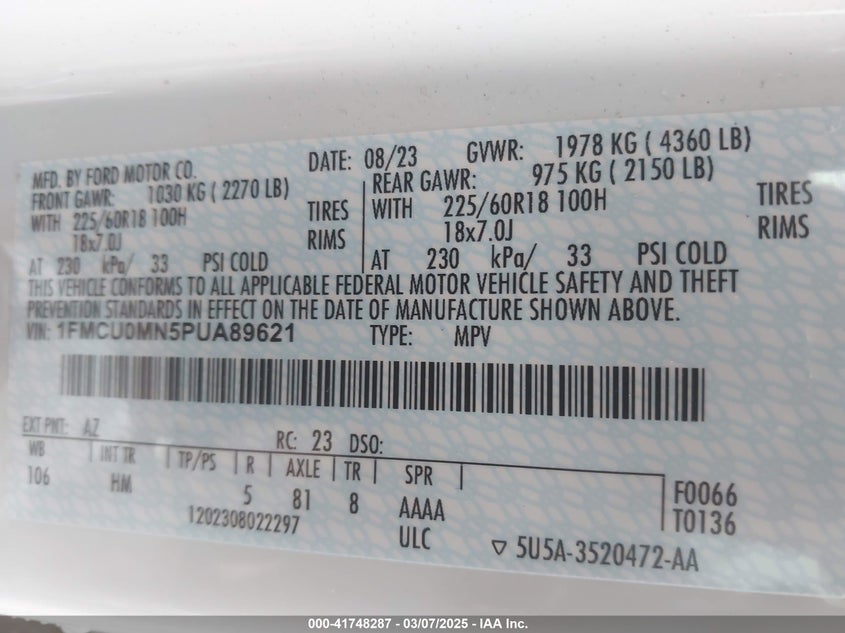 MFD. BY FORD MOTOR CO.
DATE: 08/23 GVWR: 1978 KG ( 4360 LB)
FRONT GAWR: 1030 KG ( 2270 LB)
REAR GAWR: 975 KG ( 2150 LB)
WITH 225/60R18 100H TIRES
WITH 225/60R18 100H TIRES
18x7.0J RIMS
18x7.0J RIMS
AT 230 kPa/ 33 PSI COLD
AT 230 kPa/ 33 PSI COLD
THIS VEHICLE CONFORMS TO ALL APPLICABLE FEDERAL MOTOR VEHICLE SAFETY AND THEFT
PREVENTION STANDARDS IN EFFECT ON THE DATE OF MANUFACTURE SHOWN ABOVE.
VIN: 1FMCU0MN5PUA89621 TYPE: MPV
EXT PNT: AZ RC: 23 DSO:
WB INT TR TP/PS R AXLE TR SPR
106 HM 5 81 8 AAAA
F0066
T0136
1202308022297 ULC
5U5A-3520472-AA
000-41748287 - 03/07/2025 - IAA Inc.